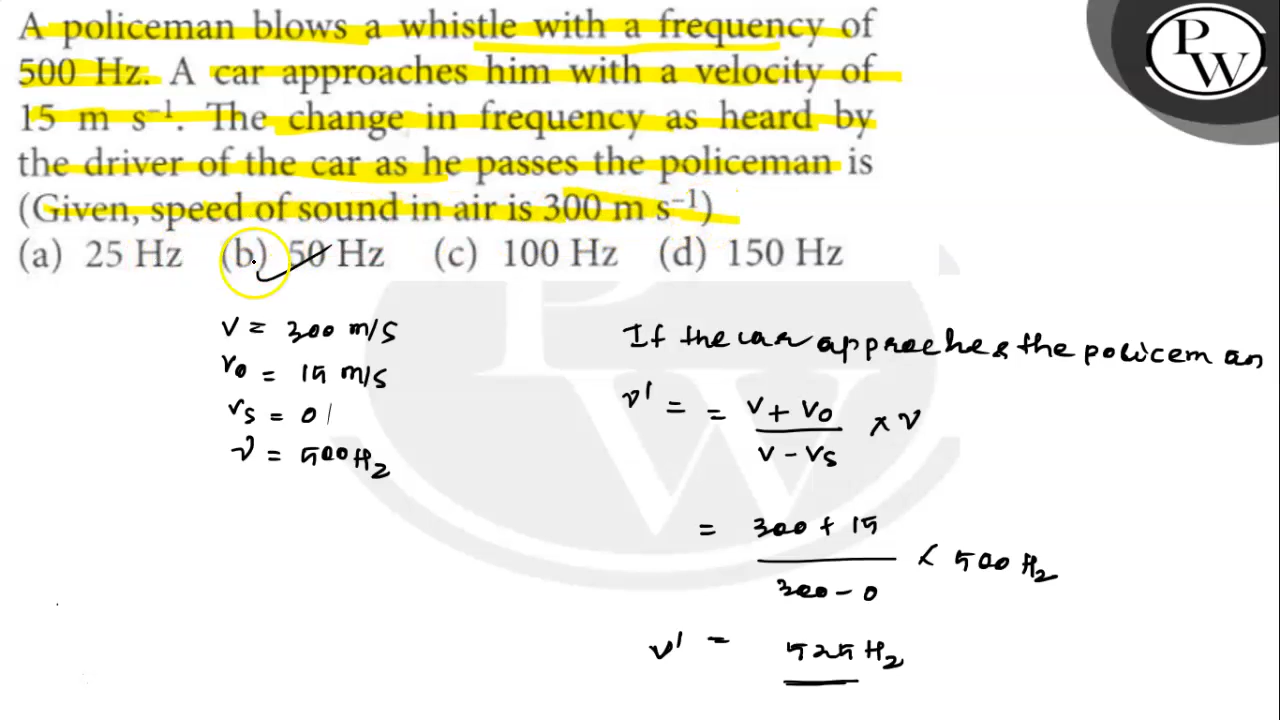 A policeman blows a whistle with a frequency of
500 Hz. A car approaches him with a velocity of
15 m s⁻¹. The change in frequency as heard by
the driver of the car as he passes the policeman is
(Given, speed of sound in air is 300 m s⁻¹)
(a) 25 Hz (b) 50 Hz (c) 100 Hz (d) 150 Hz
PW
v = 300 m/s
v₀ = 15 m/s
vs = 0
ν = 500Hz
If the car approches the policeman
ν' = = v + v₀ / v - vs × ν
= 300 + 15 / 300 - 0 × 500 Hz
ν' = 525 Hz
PW